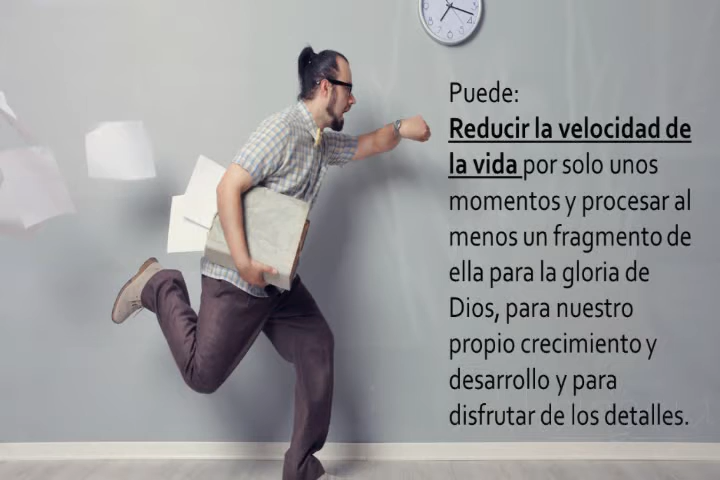 Puede:
Reducir la velocidad de
la vida por solo unos
momentos y procesar al
menos un fragmento de
ella para la gloria de
Dios, para nuestro
propio crecimiento y
desarrollo y para
disfrutar de los detalles.